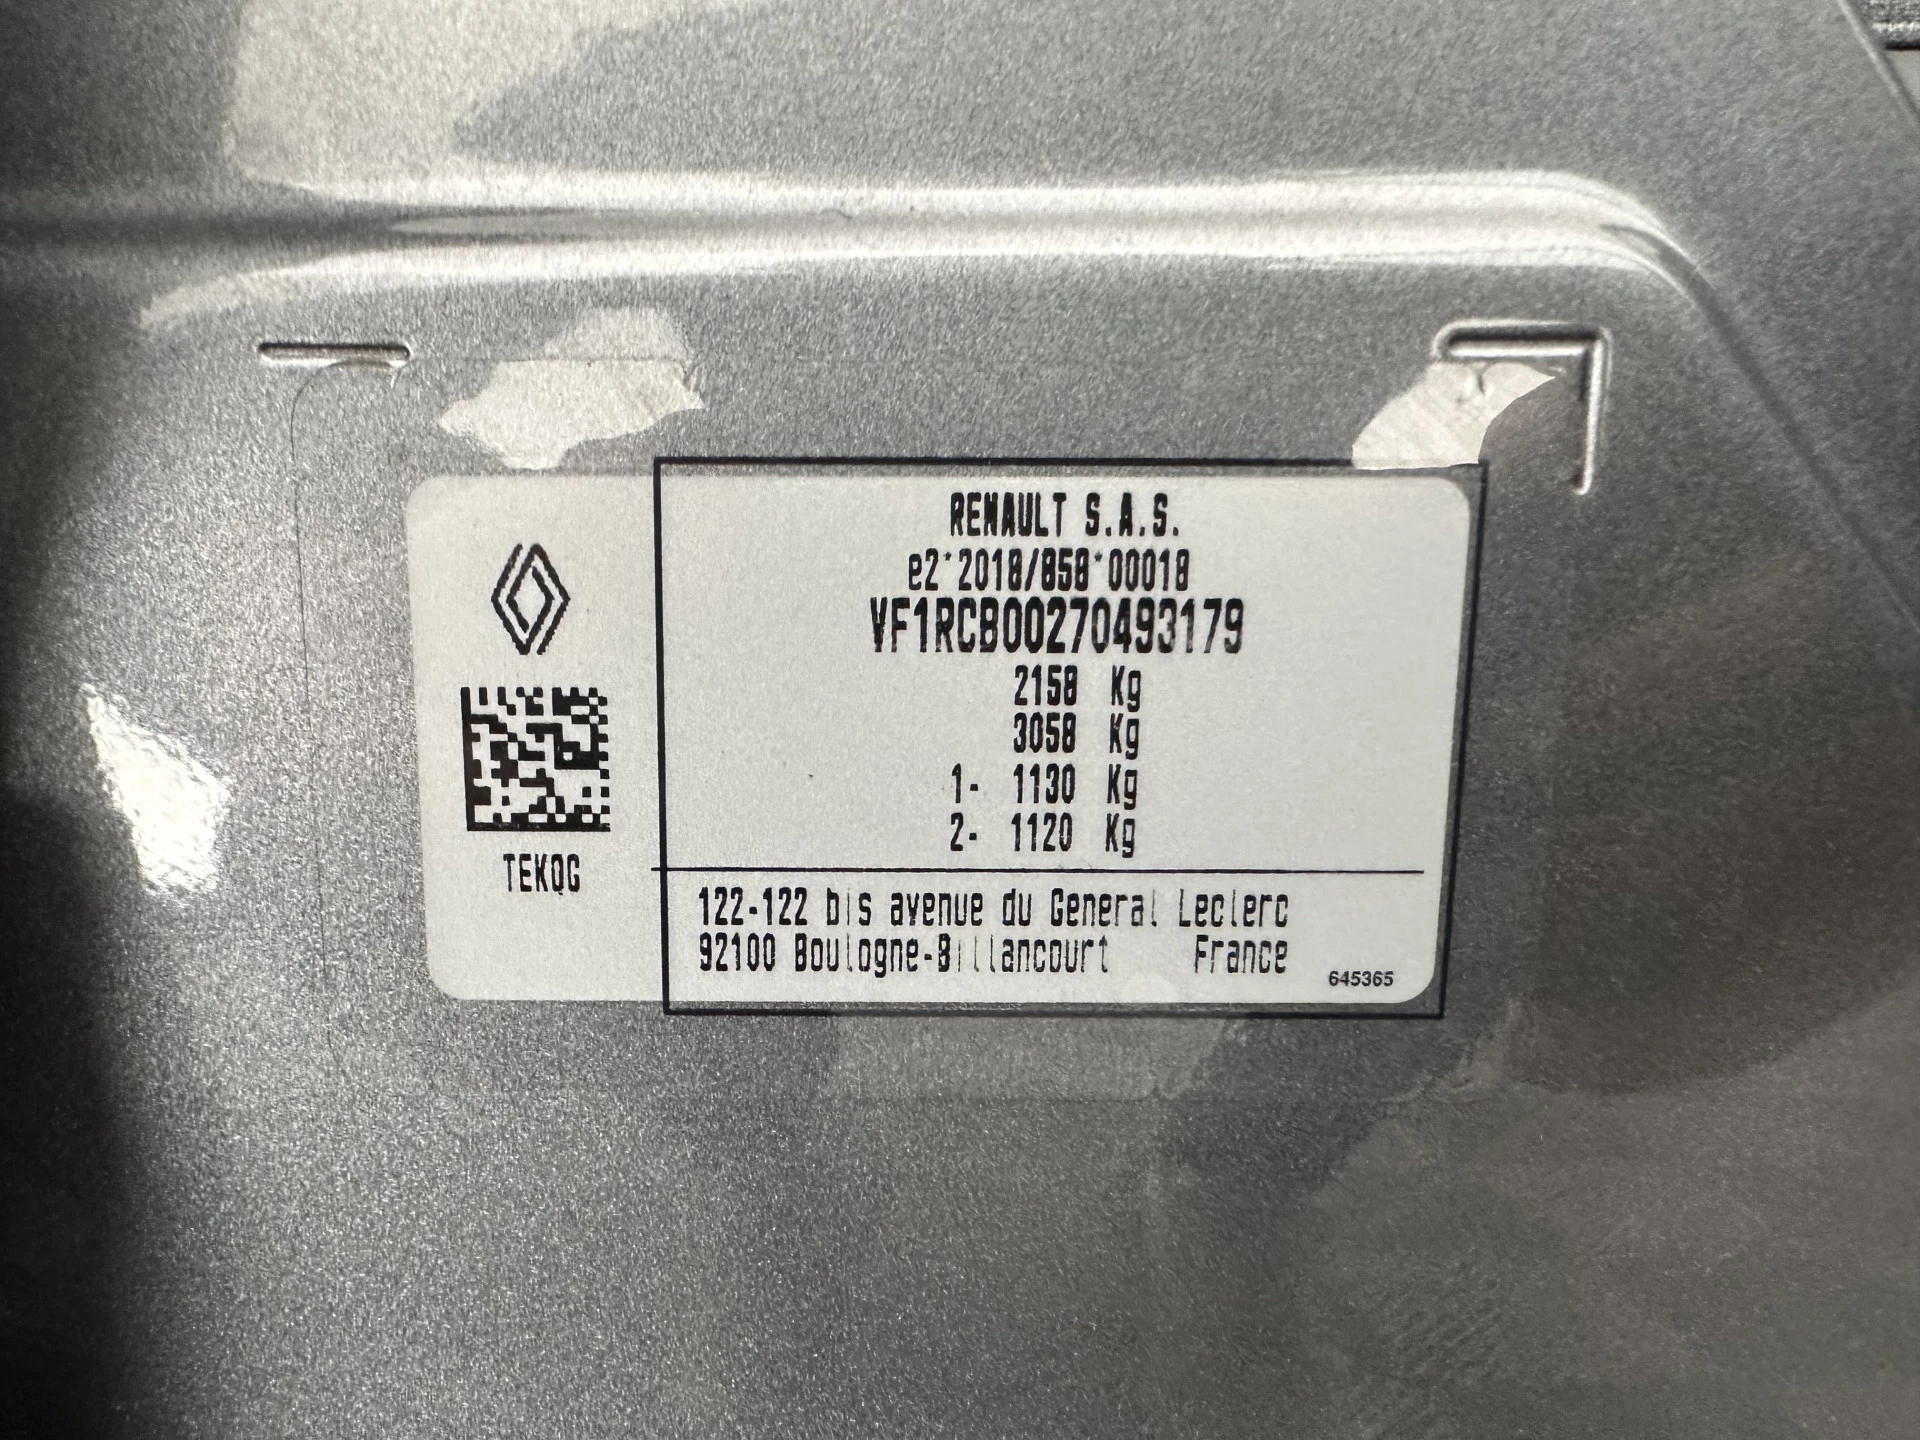 RENAULT S.A.S.
e2*2018/858*00018
VF1RCB00270493179
2158 Kg
3058 Kg
1- 1130 Kg
2- 1120 Kg
TEKQG
122-122 bis avenue du General Leclerc
92100 Boulogne-Billancourt France
645365